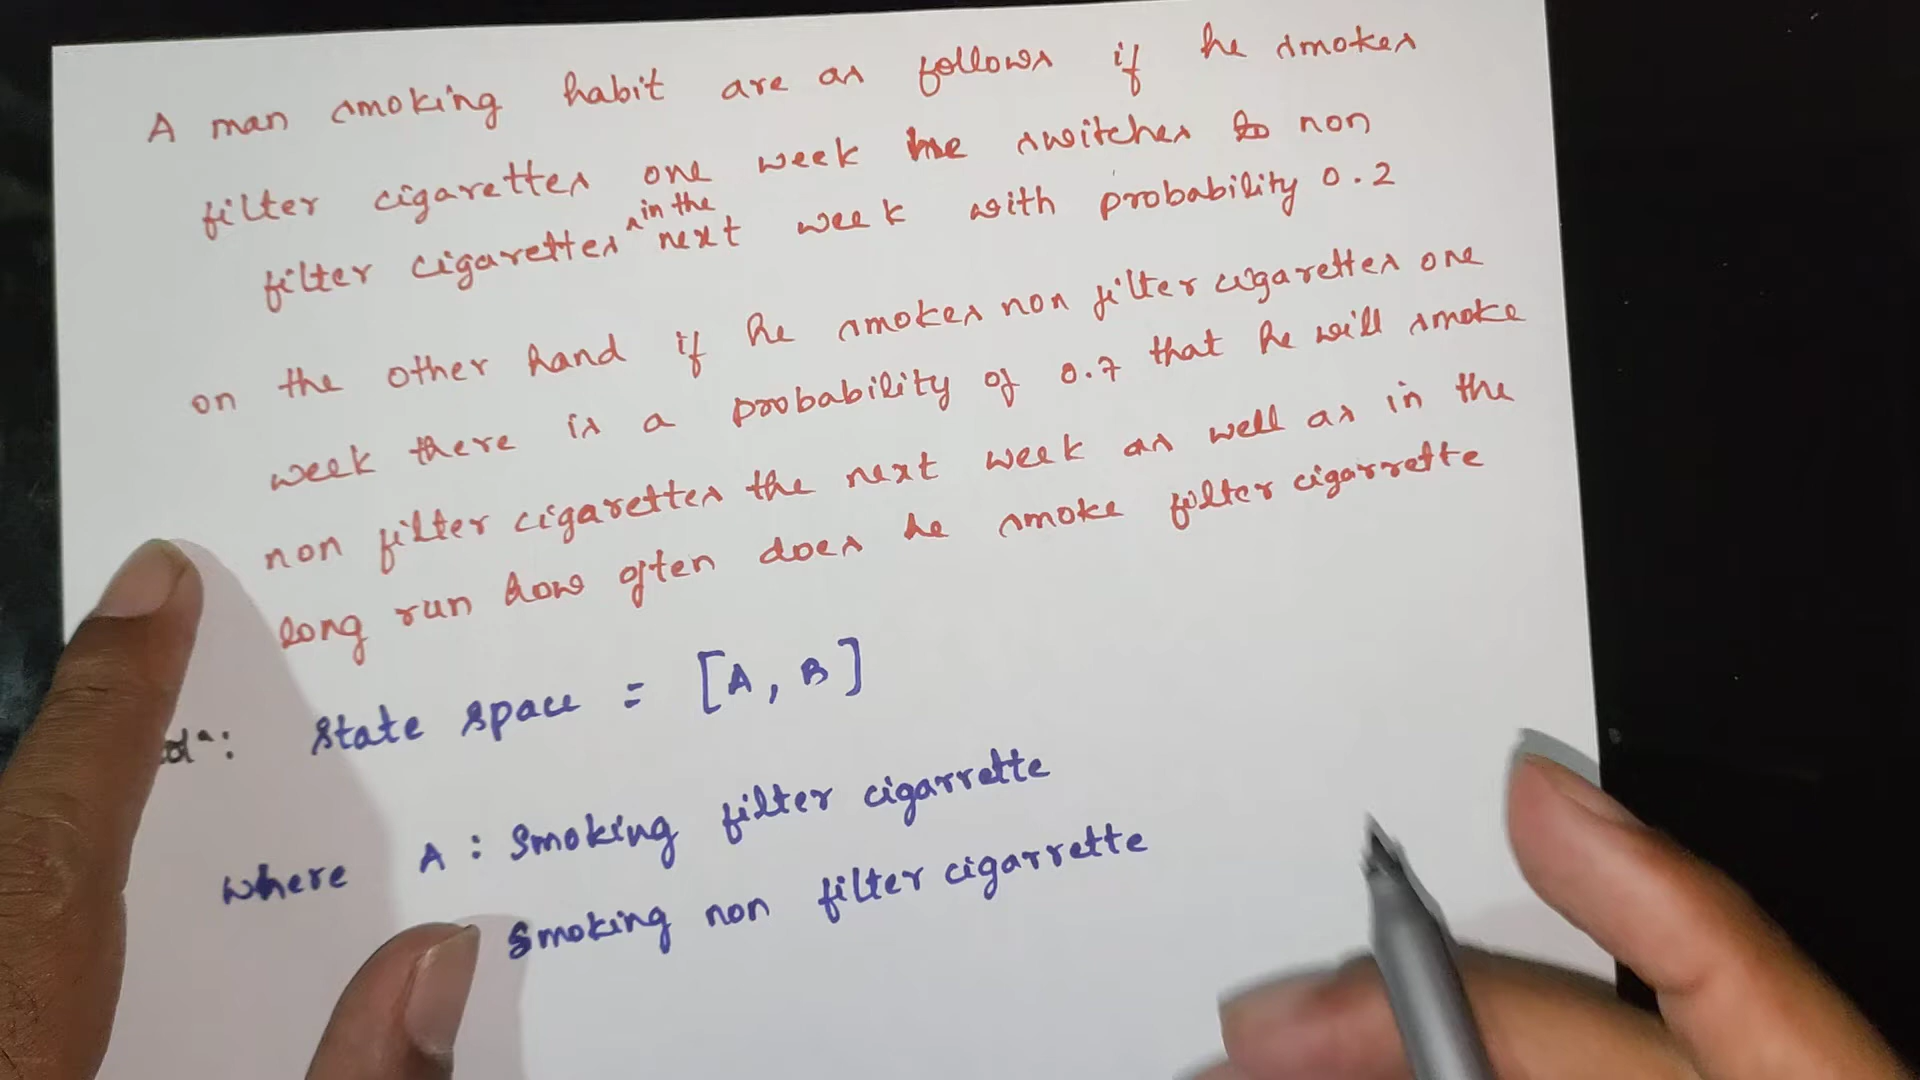 A man smoking habit are as follows if he smokes
filter cigarettes one week he switches to non
filter cigarettes ^ in the next week with probability 0.2
on the other hand if he smokes non filter cigarettes one
week there is a probability of 0.7 that he will smoke
non filter cigarettes the next week as well as in the
long run how often does he smoke filter cigarrette
State space = [A, B]
where A : Smoking filter cigarrette
Smoking non filter cigarrette